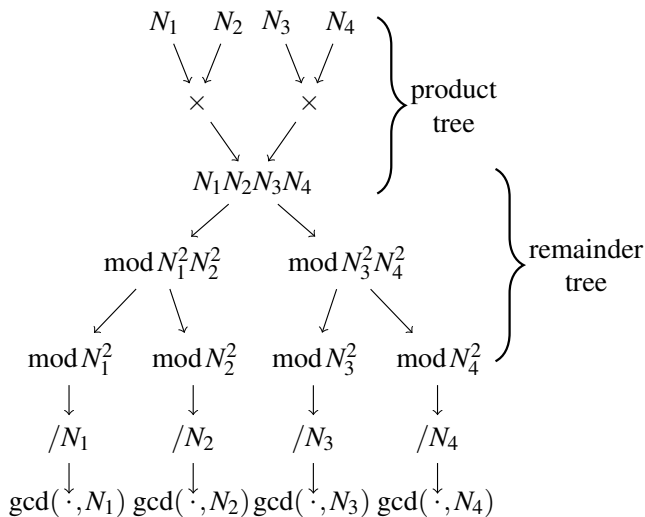 N₁ N₂ N₃ N₄
× ×
product
tree
N₁N₂N₃N₄
mod N₁²N₂² mod N₃²N₄²
remainder
tree
mod N₁² mod N₂² mod N₃² mod N₄²
/N₁ /N₂ /N₃ /N₄
gcd(·,N₁) gcd(·,N₂) gcd(·,N₃) gcd(·,N₄)